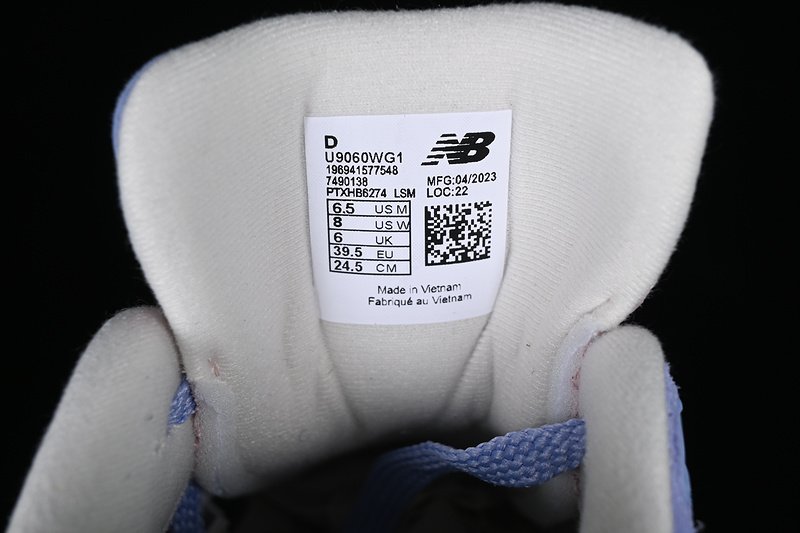 D
U9060WG1
196941577548
7490138
PTXHB6274 LSM
NB
MFG:04/2023
LOC:22
6.5 US M
8 US W
6 UK
39.5 EU
24.5 CM
Made in Vietnam
Fabriqué au Vietnam